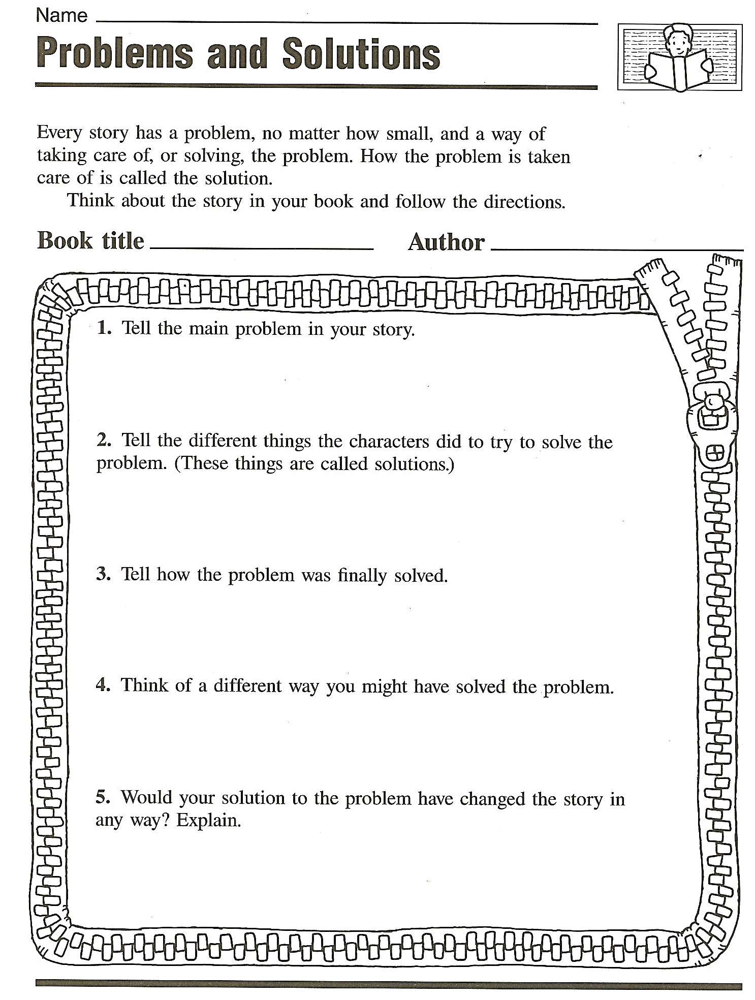 Name
Problems and Solutions
Every story has a problem, no matter how small, and a way of
taking care of, or solving, the problem. How the problem is taken
care of is called the solution.
Think about the story in your book and follow the directions.
Book title Author
1. Tell the main problem in your story.
2. Tell the different things the characters did to try to solve the
problem. (These things are called solutions.)
3. Tell how the problem was finally solved.
4. Think of a different way you might have solved the problem.
5. Would your solution to the problem have changed the story in
any way? Explain.